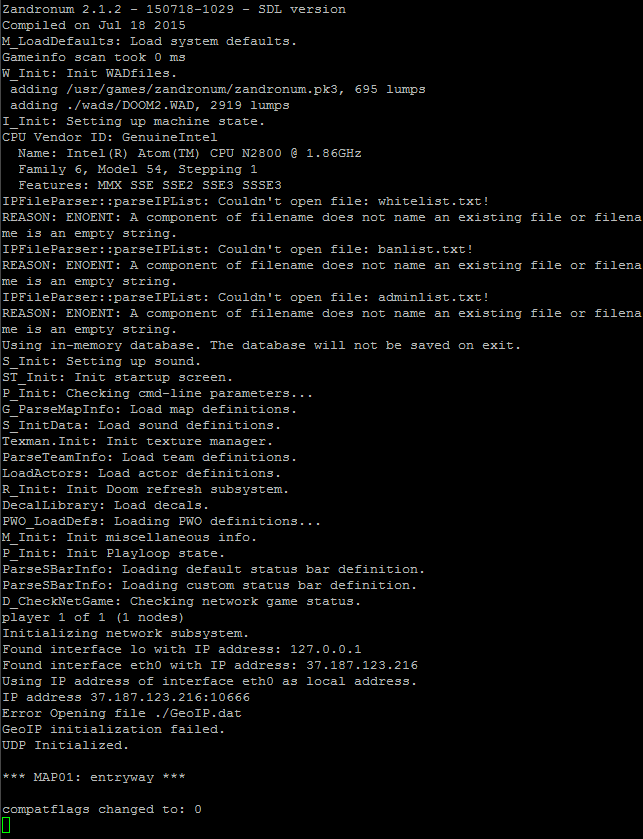 Zandronum 2.1.2 - 150718-1029 - SDL version
Compiled on Jul 18 2015
M_LoadDefaults: Load system defaults.
Gameinfo scan took 0 ms
W_Init: Init WADfiles.
 adding /usr/games/zandronum/zandronum.pk3, 695 lumps
 adding ./wads/DOOM2.WAD, 2919 lumps
I_Init: Setting up machine state.
CPU Vendor ID: GenuineIntel
  Name: Intel(R) Atom(TM) CPU N2800 @ 1.86GHz
  Family 6, Model 54, Stepping 1
  Features: MMX SSE SSE2 SSE3 SSSE3
IPFileParser::parseIPList: Couldn't open file: whitelist.txt!
REASON: ENOENT: A component of filename does not name an existing file or filena
me is an empty string.
IPFileParser::parseIPList: Couldn't open file: banlist.txt!
REASON: ENOENT: A component of filename does not name an existing file or filena
me is an empty string.
IPFileParser::parseIPList: Couldn't open file: adminlist.txt!
REASON: ENOENT: A component of filename does not name an existing file or filena
me is an empty string.
Using in-memory database. The database will not be saved on exit.
S_Init: Setting up sound.
ST_Init: Init startup screen.
P_Init: Checking cmd-line parameters...
G_ParseMapInfo: Load map definitions.
S_InitData: Load sound definitions.
Texman.Init: Init texture manager.
ParseTeamInfo: Load team definitions.
LoadActors: Load actor definitions.
R_Init: Init Doom refresh subsystem.
DecalLibrary: Load decals.
PWO_LoadDefs: Loading PWO definitions...
M_Init: Init miscellaneous info.
P_Init: Init Playloop state.
ParseSBarInfo: Loading default status bar definition.
ParseSBarInfo: Loading custom status bar definition.
D_CheckNetGame: Checking network game status.
player 1 of 1 (1 nodes)
Initializing network subsystem.
Found interface lo with IP address: 127.0.0.1
Found interface eth0 with IP address: 37.187.123.216
Using IP address of interface eth0 as local address.
IP address 37.187.123.216:10666
Error Opening file ./GeoIP.dat
GeoIP initialization failed.
UDP Initialized.

*** MAP01: entryway ***

compatflags changed to: 0